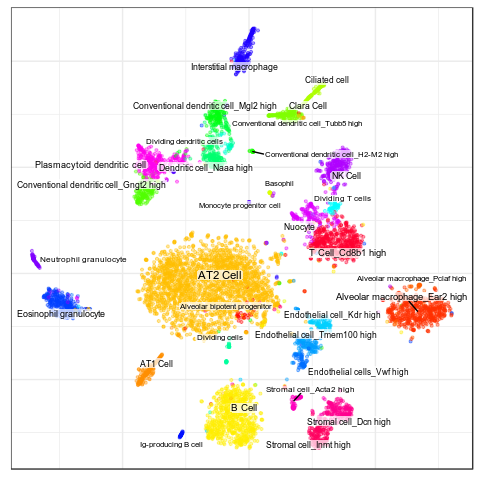 Interstitial macrophage
Ciliated cell
Conventional dendritic cell_Mgl2 high
Clara Cell
Conventional dendritic cell_Tubb5 high
Dividing dendritic cells
Conventional dendritic cell_H2-M2 high
Plasmacytoid dendritic cell
Dendritic cell_Naaa high
NK Cell
Conventional dendritic cell_Gngt2 high
Basophil
Dividing T cells
Monocyte progenitor cell
Nuocyte
T Cell_Cd8b1 high
Neutrophil granulocyte
AT2 Cell
Alveolar macrophage_Pclaf high
Alveolar macrophage_Ear2 high
Alveolar bipotent progenitor
Eosinophil granulocyte
Endothelial cell_Kdr high
Dividing cells
Endothelial cell_Tmem100 high
AT1 Cell
Endothelial cells_Vwf high
Stromal cell_Acta2 high
B Cell
Stromal cell_Dcn high
Ig-producing B cell
Stromal cell_Inmt high